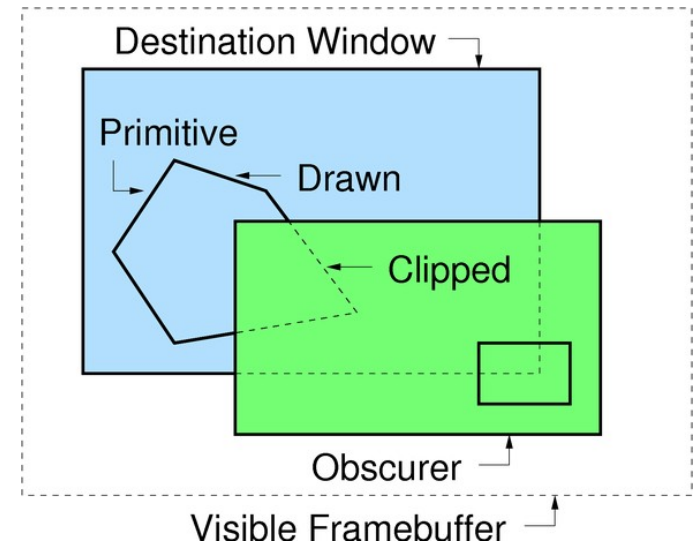 Destination Window
Primitive
Drawn
Clipped
Obscurer
Visible Framebuffer